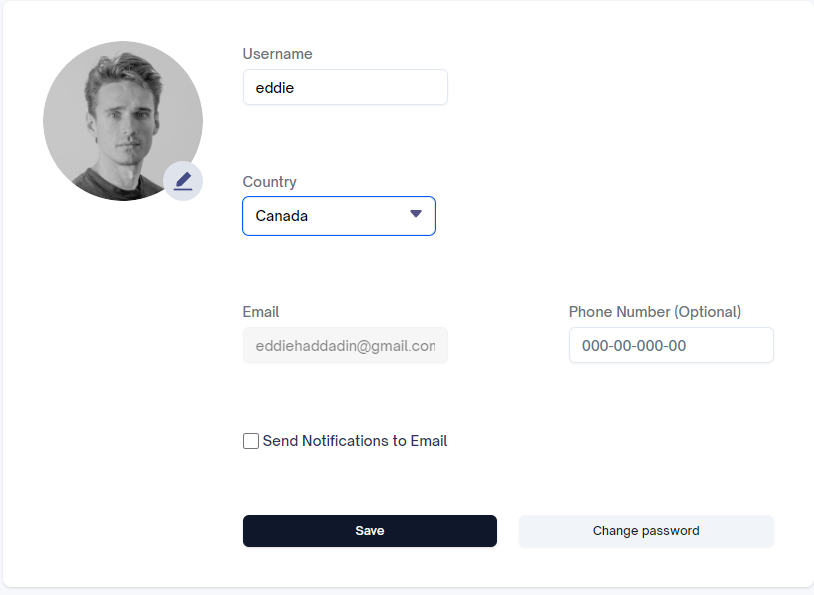 Username
eddie
Country
Canada
Email
eddiehaddadin@gmail.con
Phone Number (Optional)
000-00-000-00
Send Notifications to Email
Save
Change password